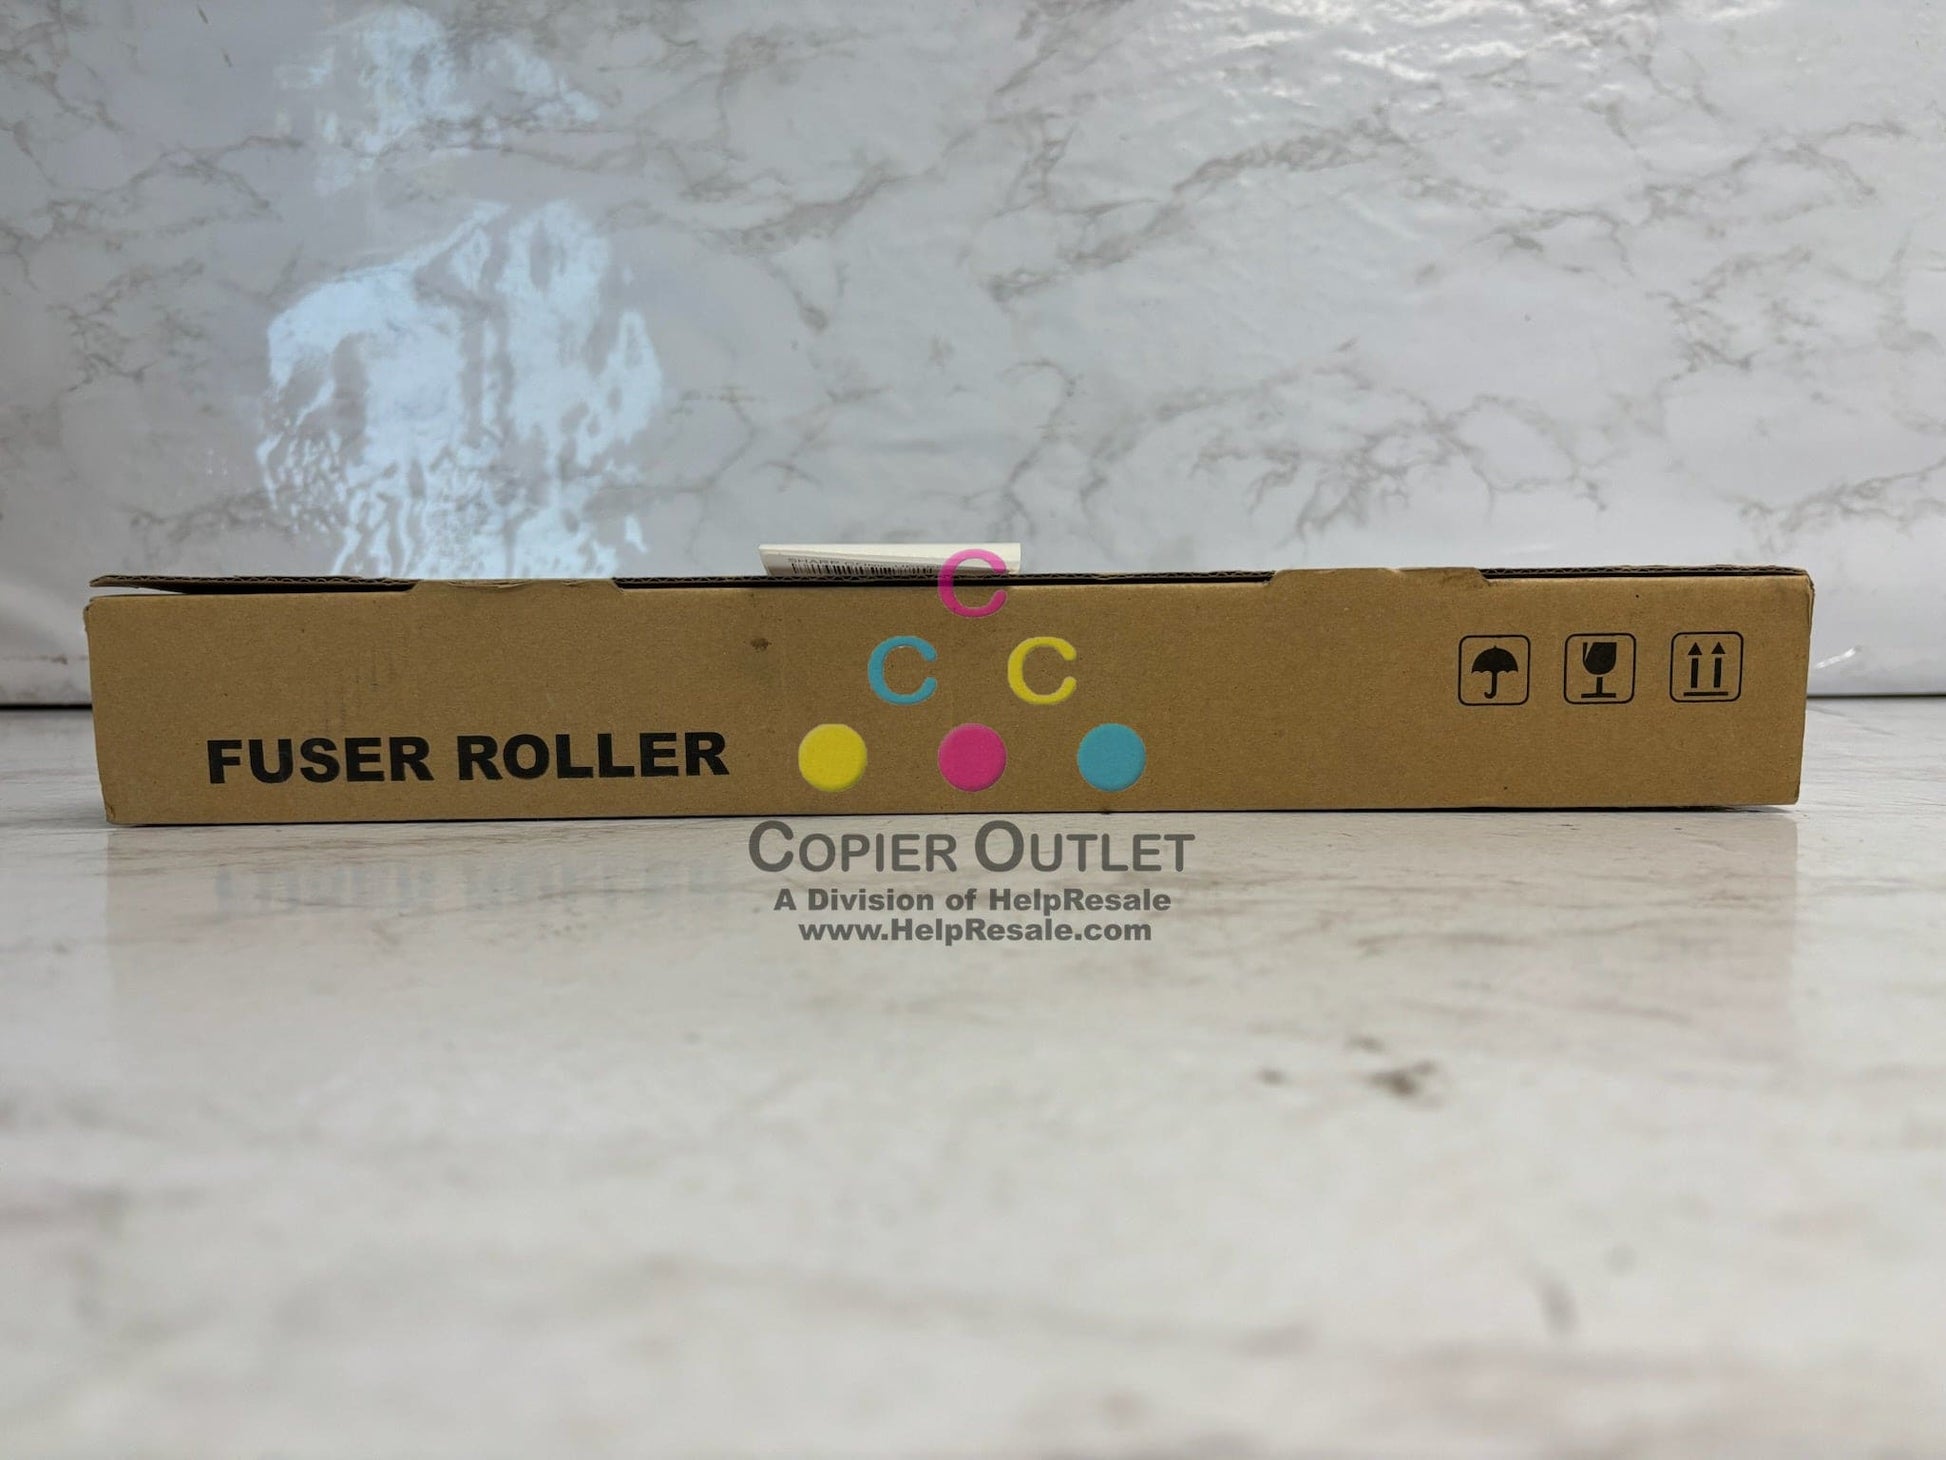 C
C C
FUSER ROLLER
COPIER OUTLET
A Division of HelpResale
www.HelpResale.com